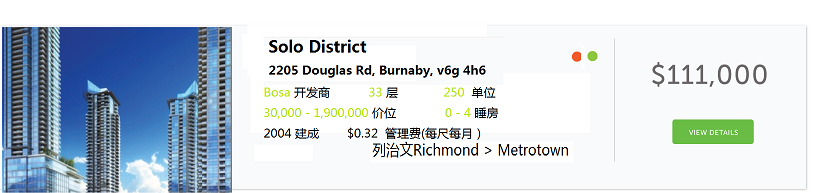 Solo District
2205 Douglas Rd, Burnaby, v6g 4h6
Bosa 开发商 33 层 250 单位
30,000 - 1,900,000 价位 0 - 4 睡房
2004 建成 $0.32 管理费(每尺每月)
列治文Richmond > Metrotown
$111,000
VIEW DETAILS